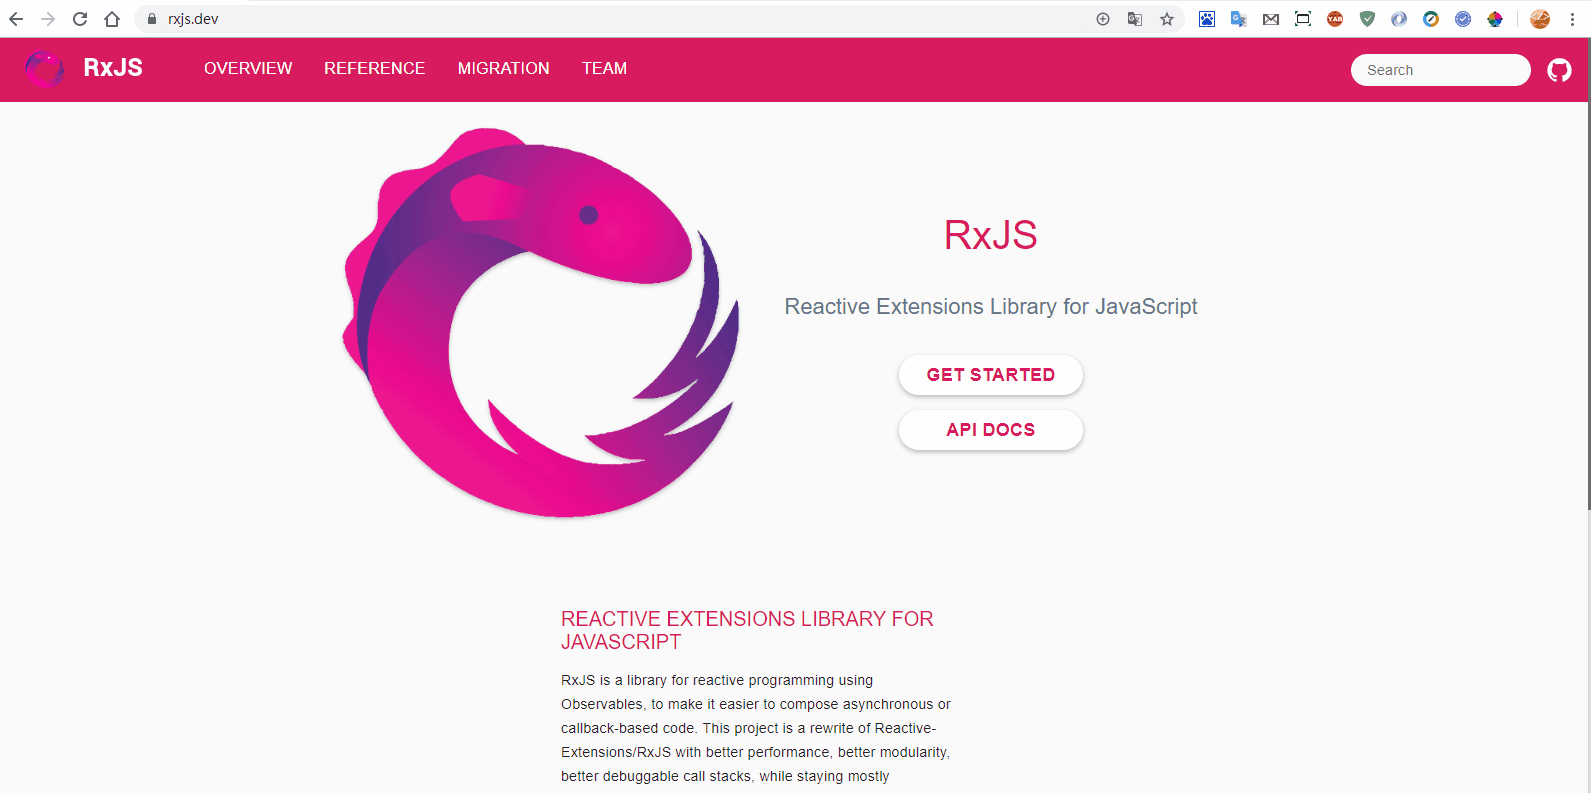 rxjs.dev
RxJS
OVERVIEW
REFERENCE
MIGRATION
TEAM
Search
RxJS
Reactive Extensions Library for JavaScript
GET STARTED
API DOCS
REACTIVE EXTENSIONS LIBRARY FOR
JAVASCRIPT
RxJS is a library for reactive programming using
Observables, to make it easier to compose asynchronous or
callback-based code. This project is a rewrite of Reactive-
Extensions/RxJS with better performance, better modularity,
better debuggable call stacks, while staying mostly